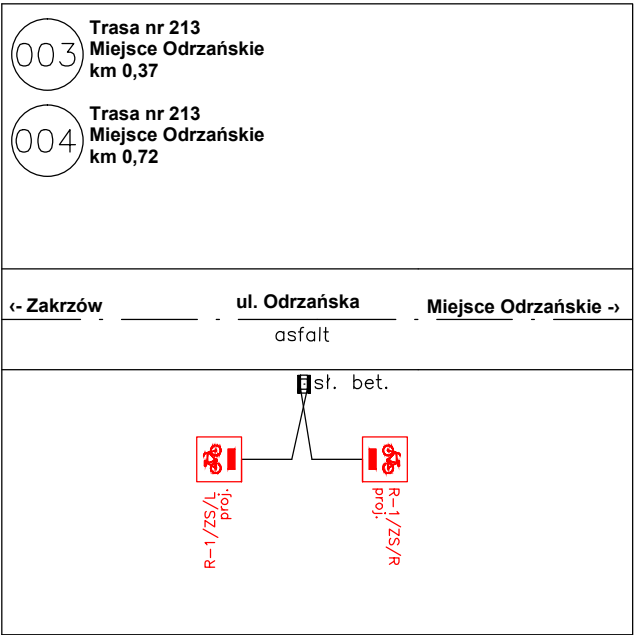 003
Trasa nr 213
Miejsce Odrzańskie
km 0,37
004
Trasa nr 213
Miejsce Odrzańskie
km 0,72
‹- Zakrzów
ul. Odrzańska
Miejsce Odrzańskie -›
asfalt
sł. bet.
R-1/ZS/L
proj.
R-1/ZS/R
proj.